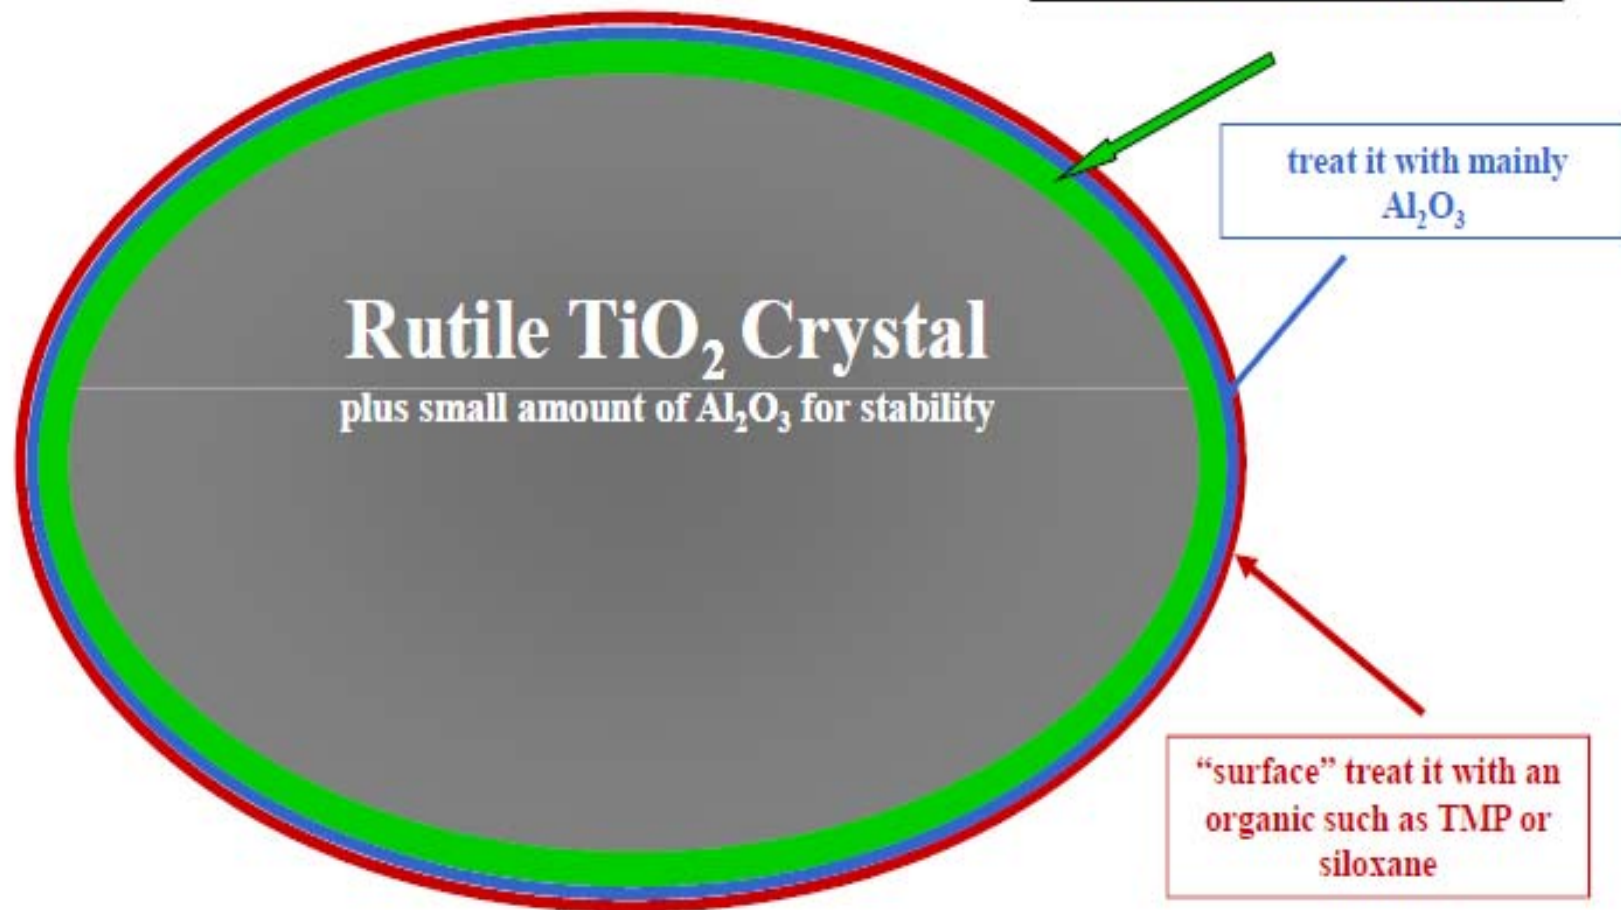 treat it with mainly
Al₂O₃
Rutile TiO₂ Crystal
plus small amount of Al₂O₃ for stability
“surface” treat it with an
organic such as TMP or
siloxane